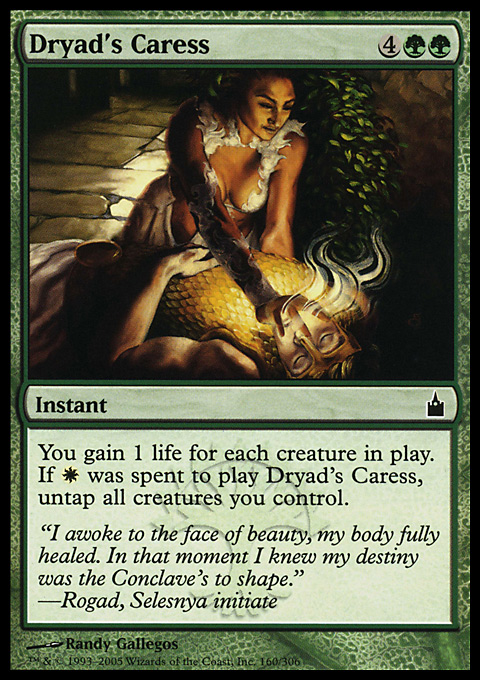 Dryad's Caress 4
Instant
You gain 1 life for each creature in play.
If was spent to play Dryad's Caress,
untap all creatures you control.
"I awoke to the face of beauty, my body fully
healed. In that moment I knew my destiny
was the Conclave's to shape."
—Rogad, Selesnya initiate
Randy Gallegos
™ & © 1993–2005 Wizards of the Coast, Inc. 160/306